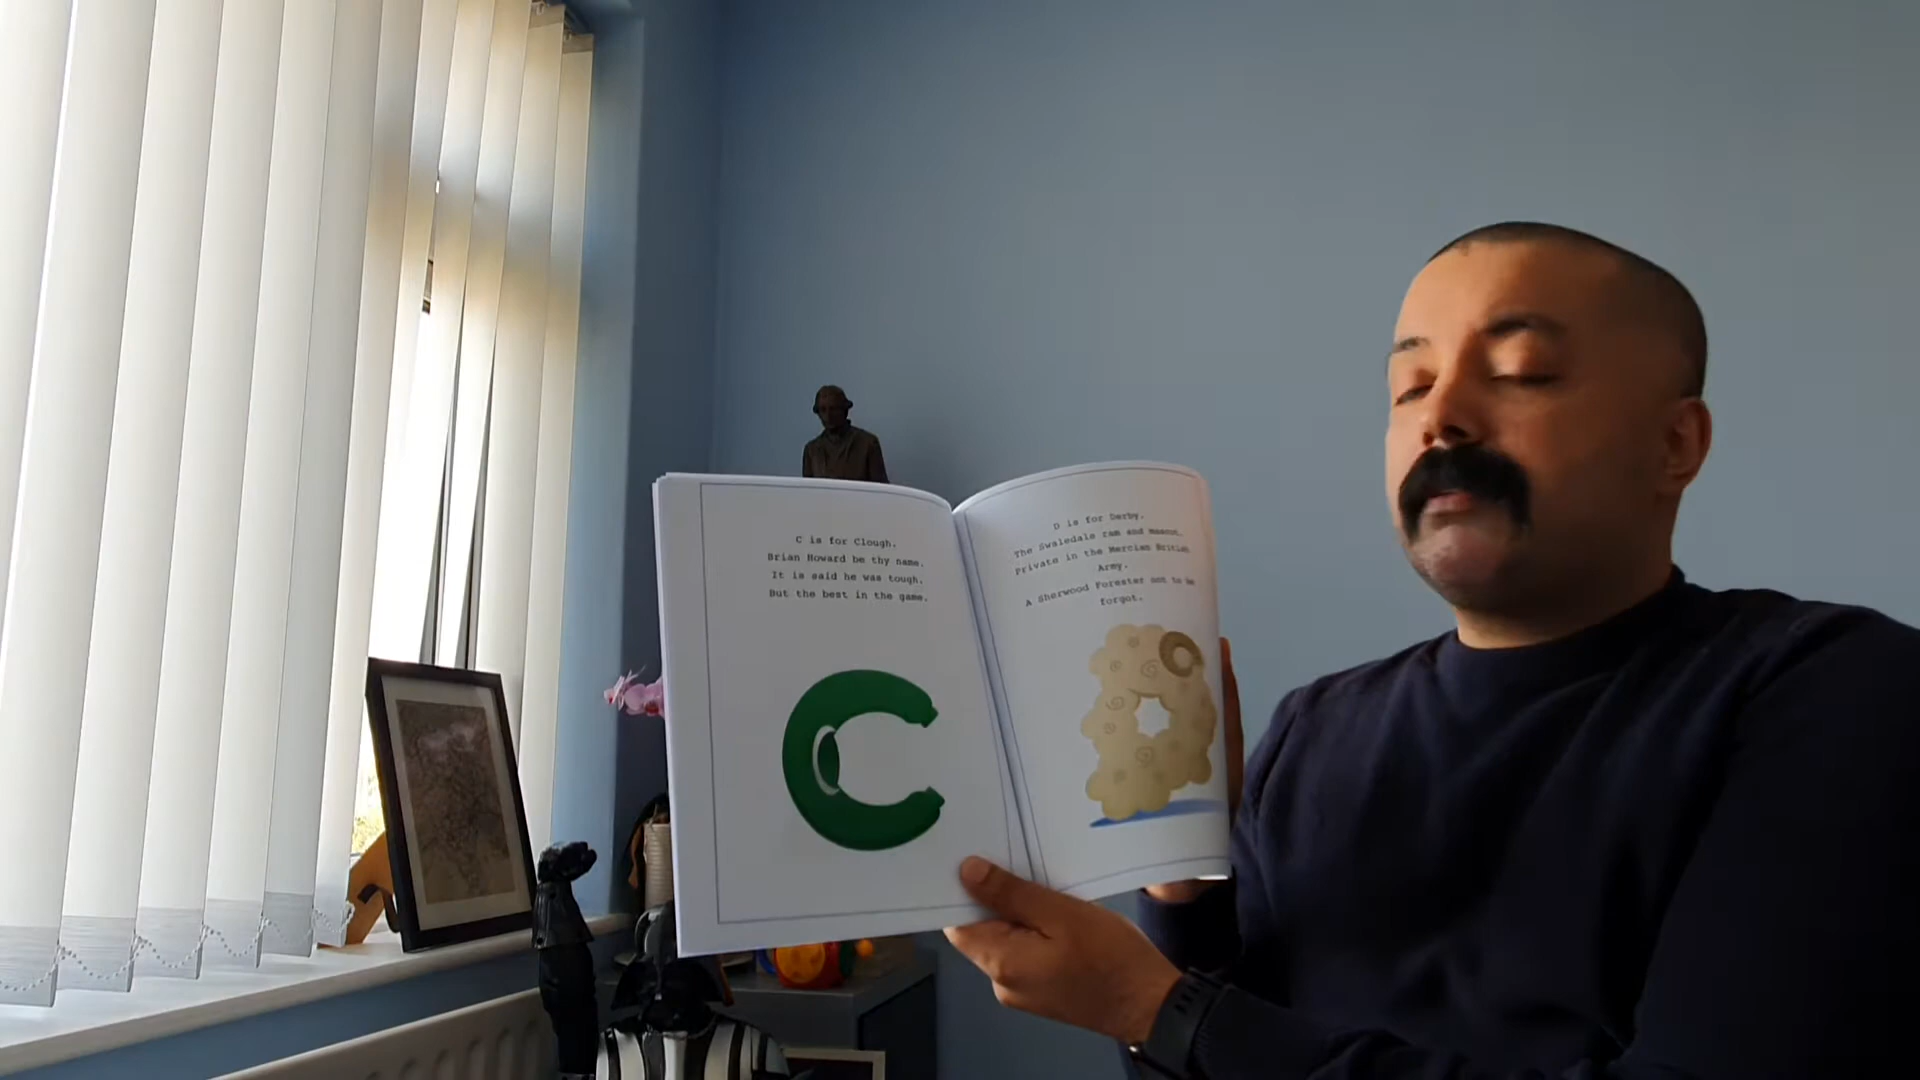 C is for Clough.
Brian Howard be thy name.
It is said he was tough.
But the best in the game.
D is for Derby.
The Swaledale ram and mascot.
Private in the Mercian British
Army.
A Sherwood Forester not to be
forgot.